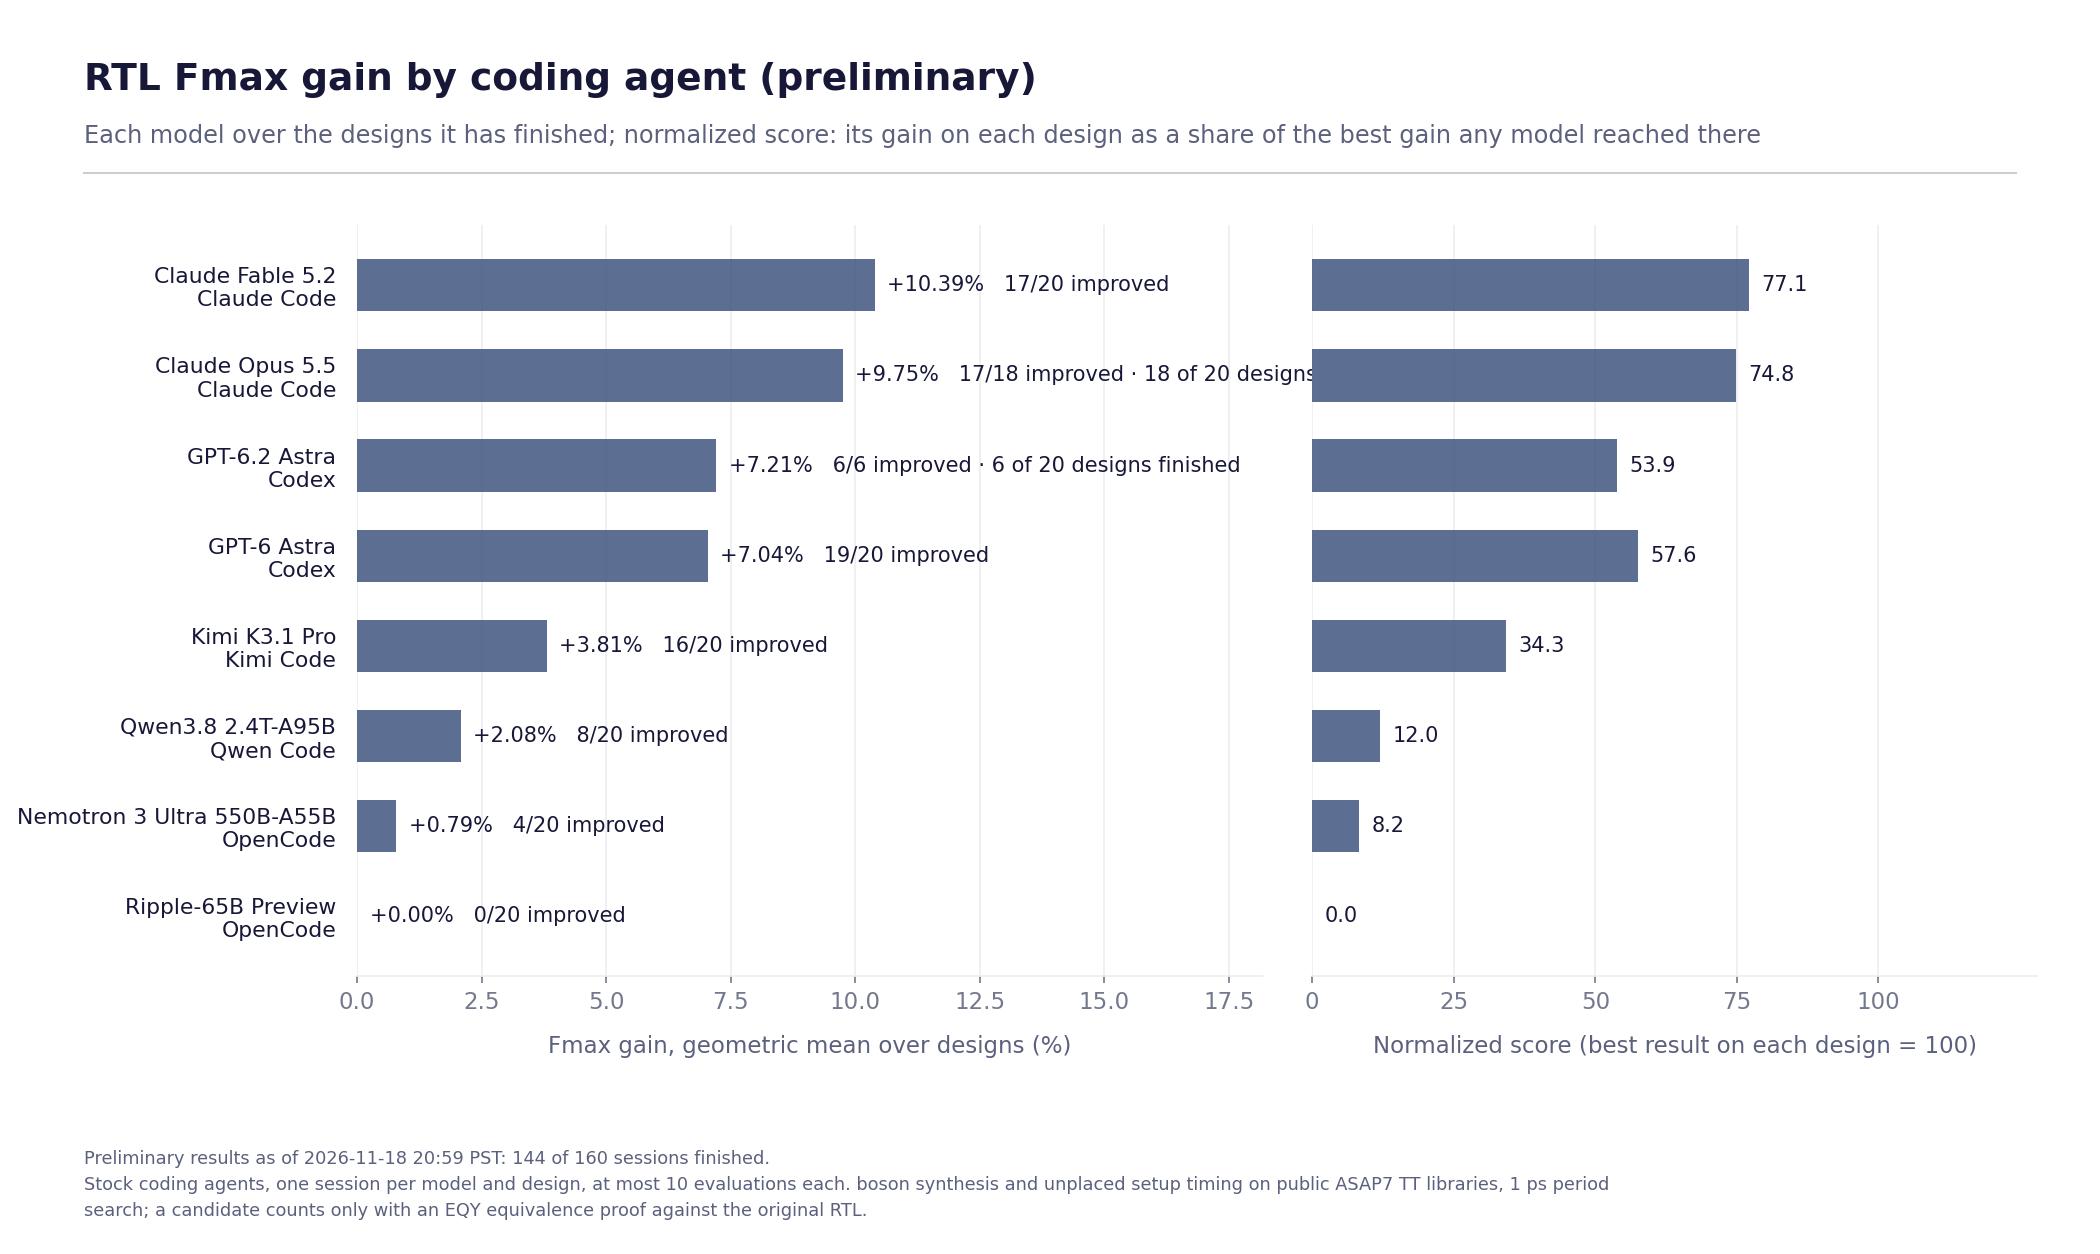 RTL Fmax gain by coding agent (preliminary)
Each model over the designs it has finished; normalized score: its gain on each design as a share of the best gain any model reached there
Claude Fable 5.2
Claude Code
+10.39% 17/20 improved
77.1
Claude Opus 5.5
Claude Code
+9.75% 17/18 improved · 18 of 20 designs
74.8
GPT-6.2 Astra
Codex
+7.21% 6/6 improved · 6 of 20 designs finished
53.9
GPT-6 Astra
Codex
+7.04% 19/20 improved
57.6
Kimi K3.1 Pro
Kimi Code
+3.81% 16/20 improved
34.3
Qwen3.8 2.4T-A95B
Qwen Code
+2.08% 8/20 improved
12.0
Nemotron 3 Ultra 550B-A55B
OpenCode
+0.79% 4/20 improved
8.2
Ripple-65B Preview
OpenCode
+0.00% 0/20 improved
0.0
0.0 2.5 5.0 7.5 10.0 12.5 15.0 17.5
0 25 50 75 100
Fmax gain, geometric mean over designs (%)
Normalized score (best result on each design = 100)
Preliminary results as of 2026-11-18 20:59 PST: 144 of 160 sessions finished.
Stock coding agents, one session per model and design, at most 10 evaluations each. boson synthesis and unplaced setup timing on public ASAP7 TT libraries, 1 ps period
search; a candidate counts only with an EQY equivalence proof against the original RTL.